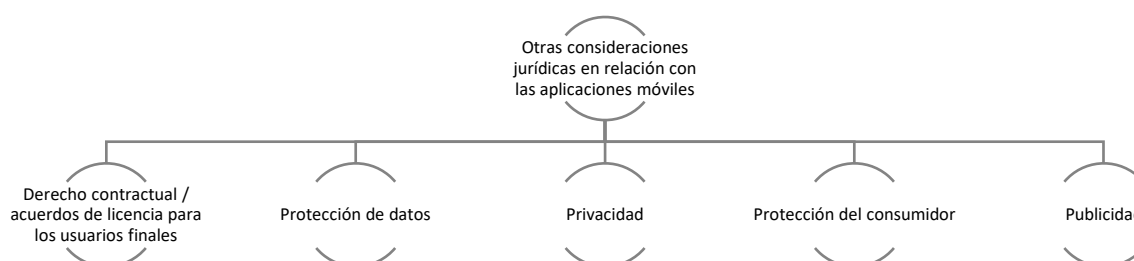 Otras consideraciones
jurídicas en relación con
las aplicaciones móviles
Derecho contractual /
acuerdos de licencia para
los usuarios finales
Protección de datos
Privacidad
Protección del consumidor
Publicidad